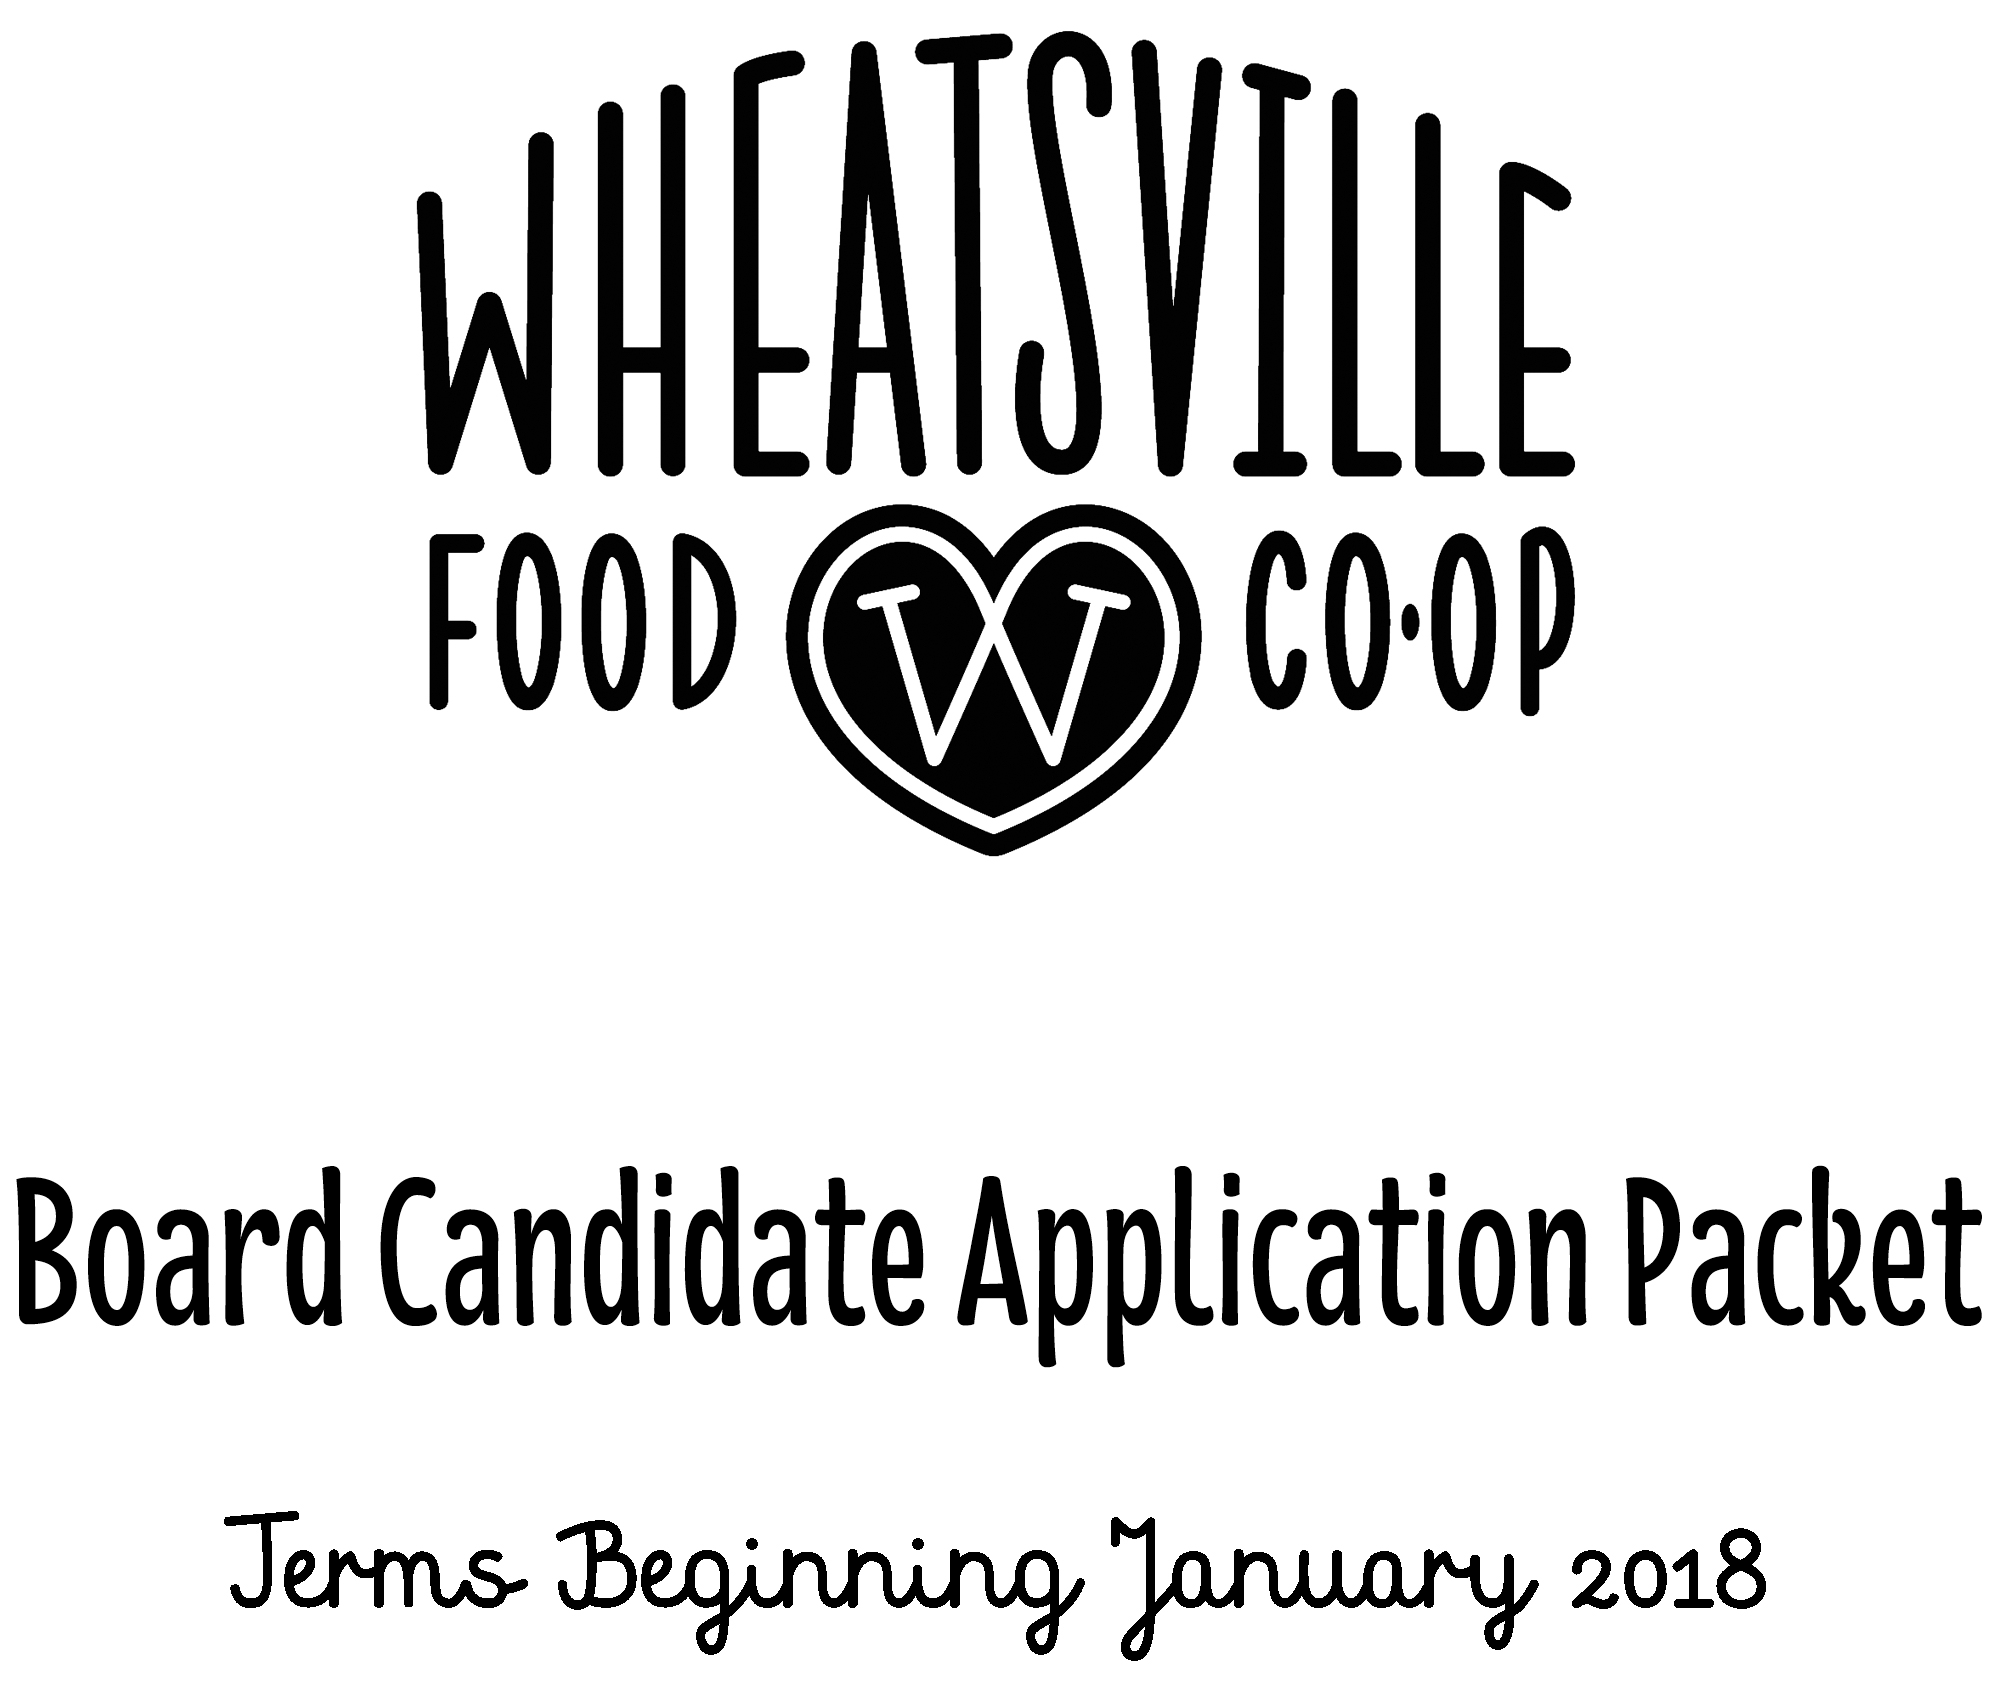 WHEATSVILLE
FOOD W CO·OP
Board Candidate Application Packet
Terms Beginning January 2018